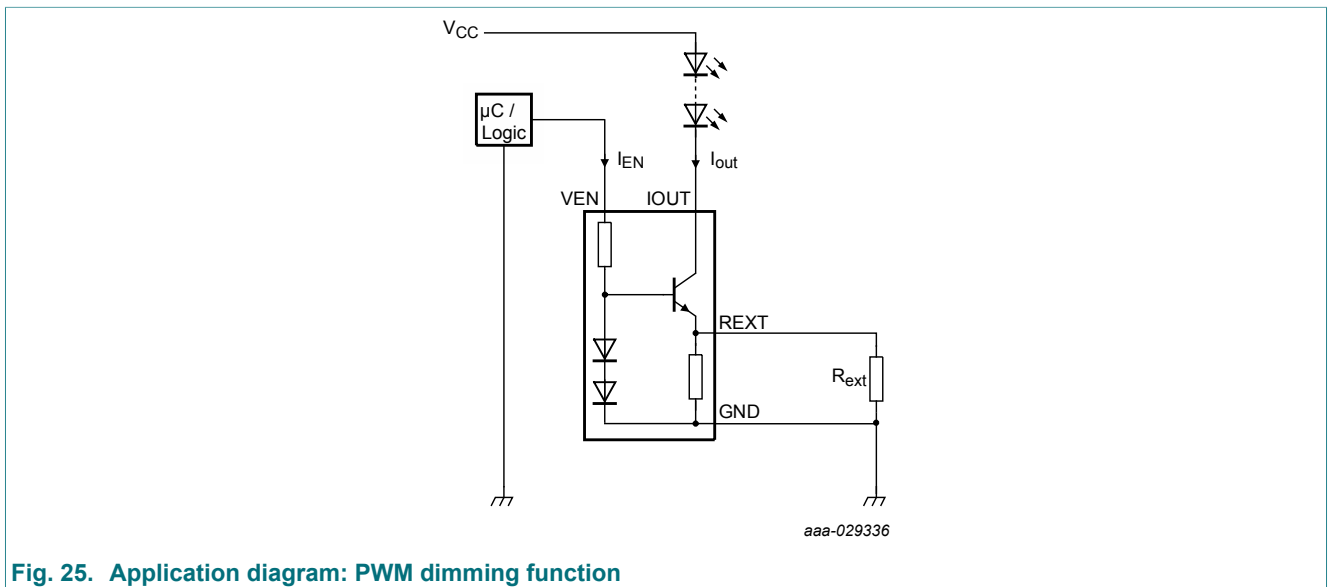 VCC
µC /
Logic
IEN
Iout
VEN
IOUT
REXT
Rext
GND
aaa-029336
Fig. 25. Application diagram: PWM dimming function